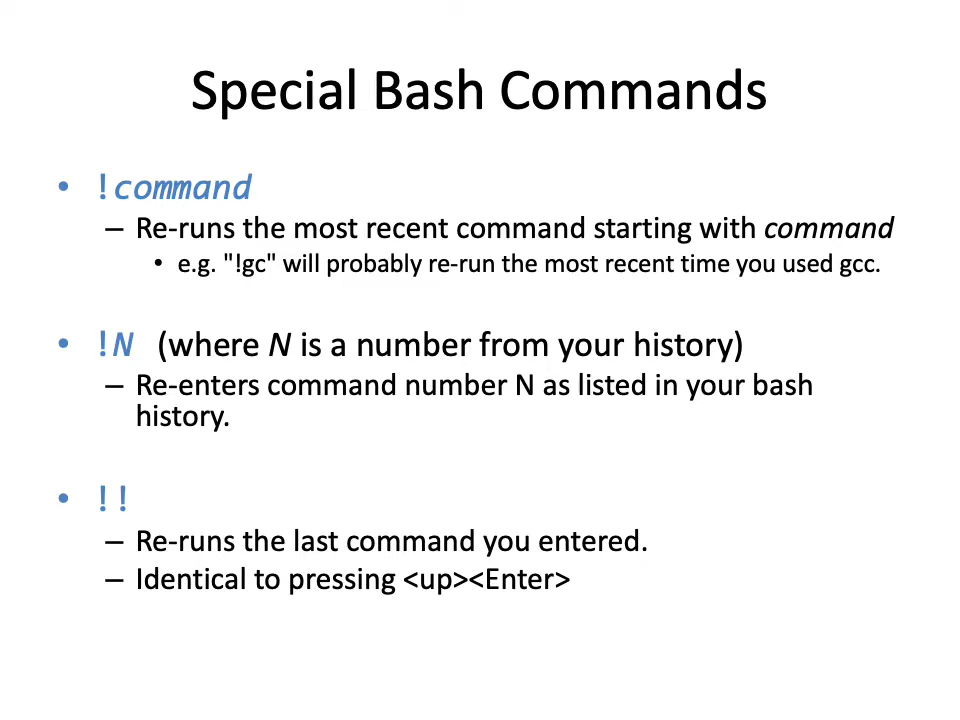 Special Bash Commands
• !command
– Re-runs the most recent command starting with command
• e.g. "!gc" will probably re-run the most recent time you used gcc.
• !N (where N is a number from your history)
– Re-enters command number N as listed in your bash
history.
• !!
– Re-runs the last command you entered.
– Identical to pressing <up><Enter>